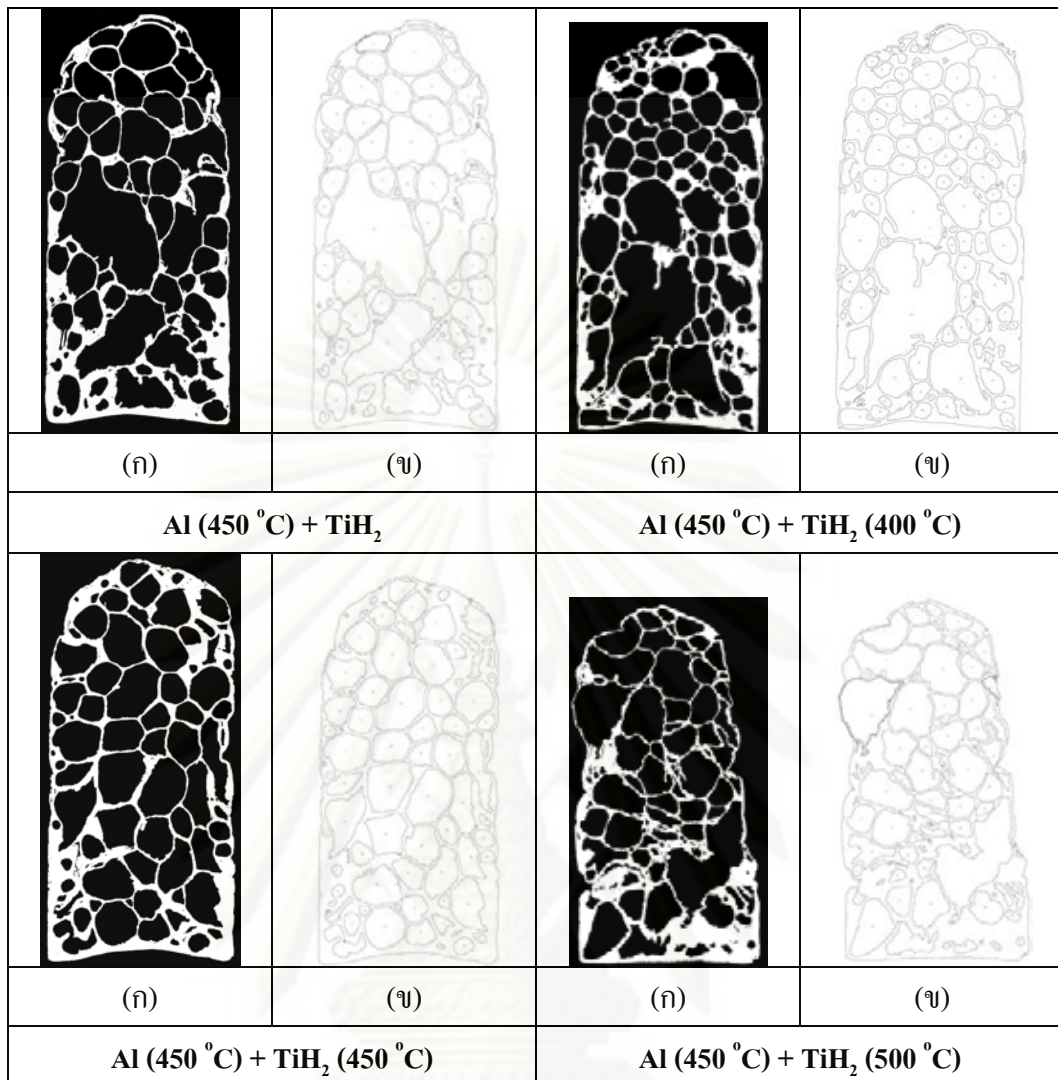 (ก) (ข) (ก) (ข)
Al (450 °C) + TiH₂ Al (450 °C) + TiH₂ (400 °C)
(ก) (ข) (ก) (ข)
Al (450 °C) + TiH₂ (450 °C) Al (450 °C) + TiH₂ (500 °C)